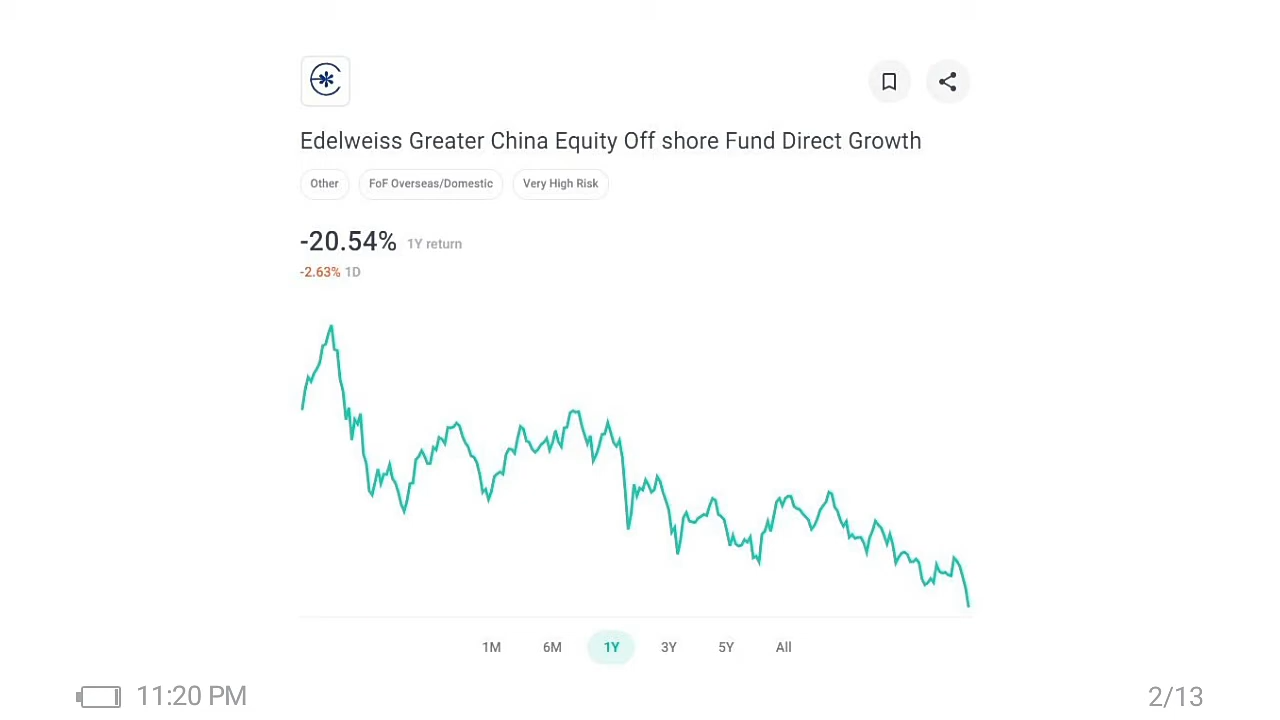 Edelweiss Greater China Equity Off shore Fund Direct Growth
Other FoF Overseas/Domestic Very High Risk
-20.54% 1Y return
-2.63% 1D
1M 6M 1Y 3Y 5Y All
11:20 PM 2/13